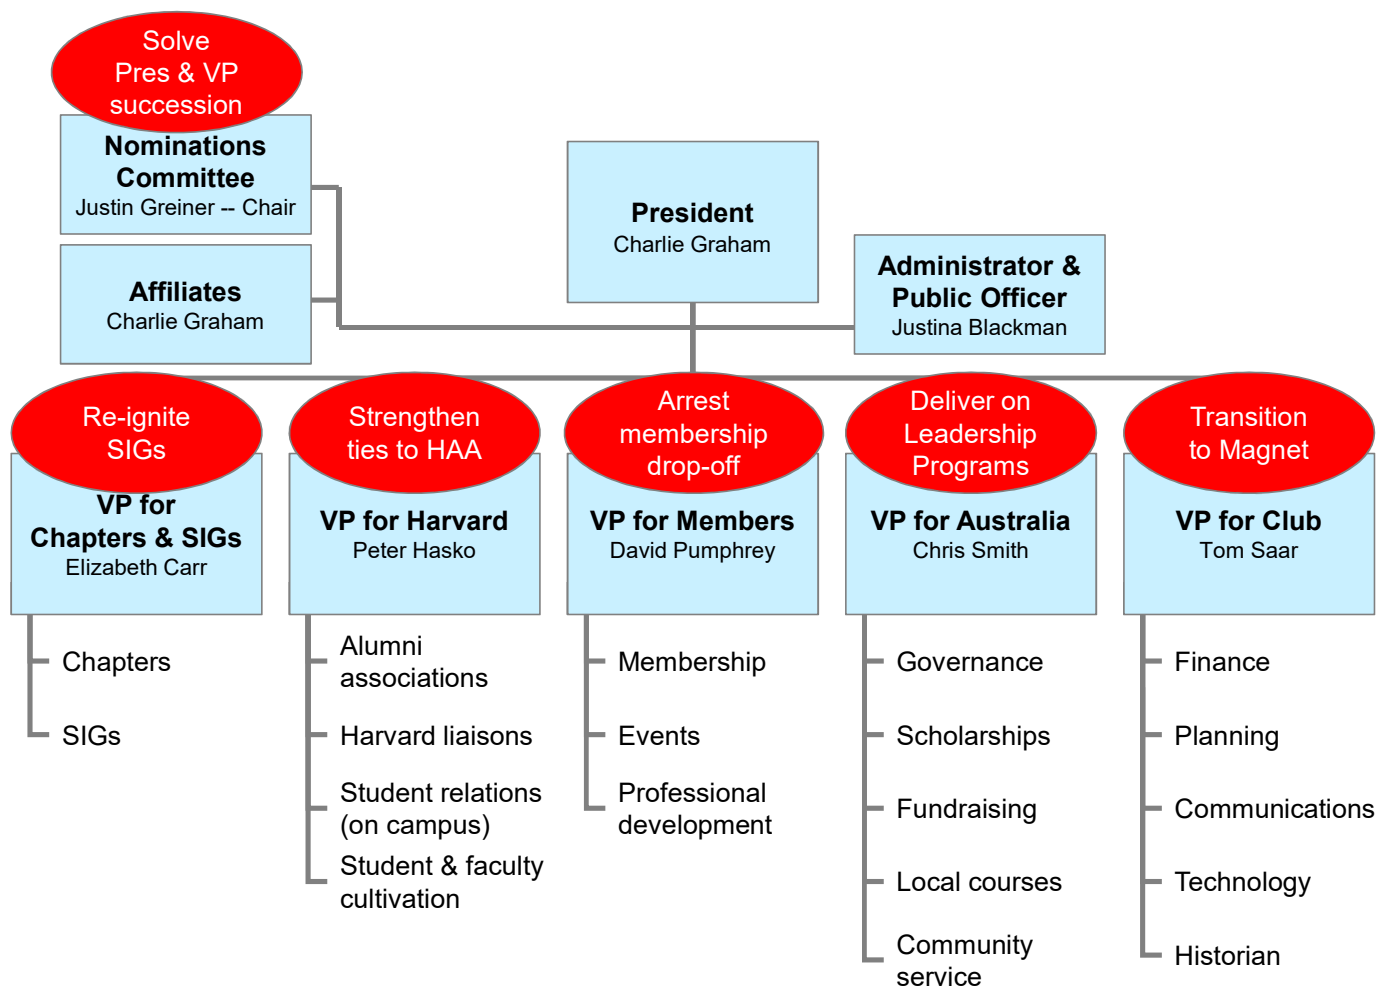 Solve
Pres & VP
succession
Nominations
Committee
Justin Greiner -- Chair
Affiliates
Charlie Graham
President
Charlie Graham
Administrator &
Public Officer
Justina Blackman
Re-ignite
SIGs
VP for
Chapters & SIGs
Elizabeth Carr
Chapters
SIGs
Strengthen
ties to HAA
VP for Harvard
Peter Hasko
Alumni
associations
Harvard liaisons
Student relations
(on campus)
Student & faculty
cultivation
Arrest
membership
drop-off
VP for Members
David Pumphrey
Membership
Events
Professional
development
Deliver on
Leadership
Programs
VP for Australia
Chris Smith
Governance
Scholarships
Fundraising
Local courses
Community
service
Transition
to Magnet
VP for Club
Tom Saar
Finance
Planning
Communications
Technology
Historian